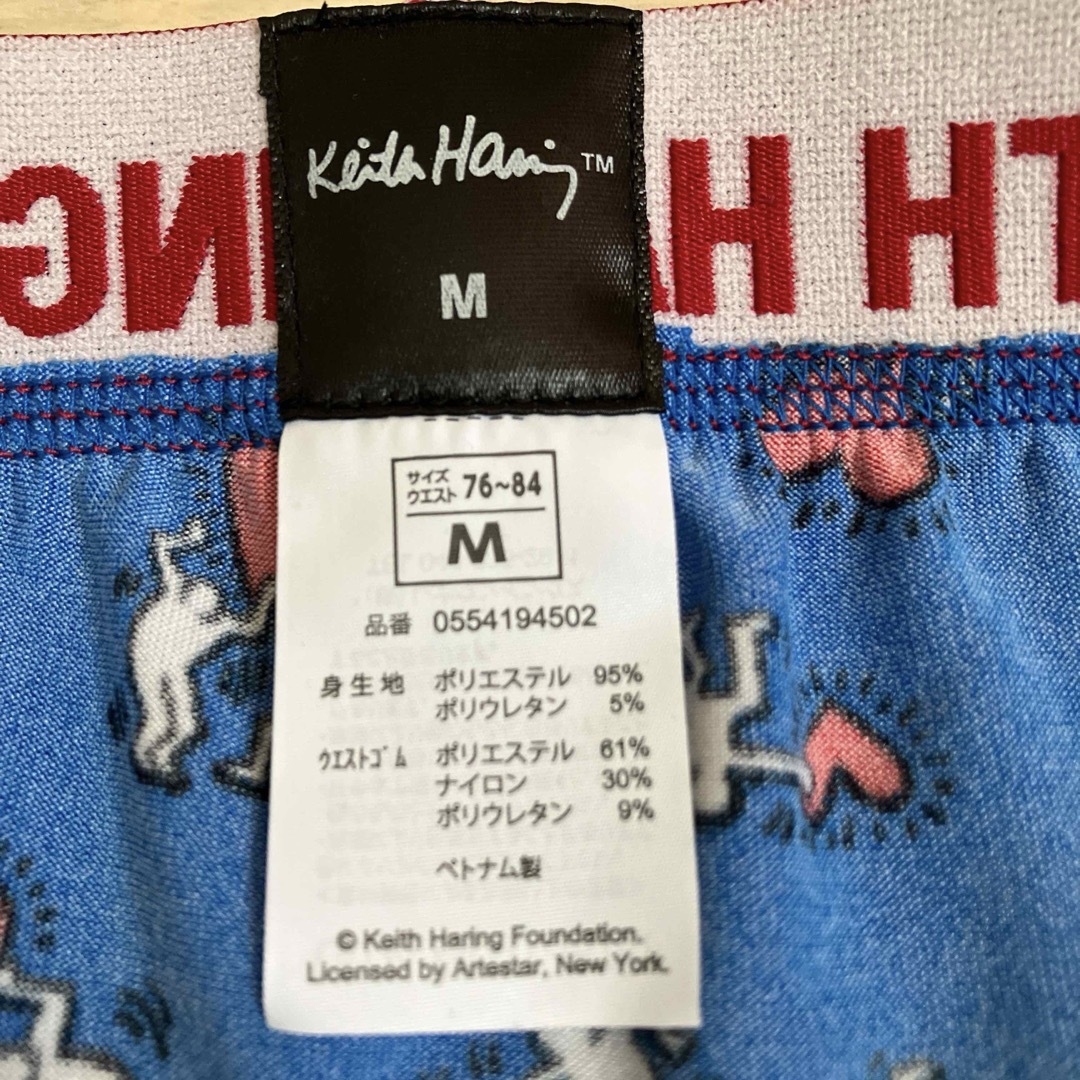 Keith Haring™
M
NG
H HA
TH
サイズ
ウエスト 76~84
M
品番 0554194502
身生地 ポリエステル 95%
ポリウレタン 5%
ウエストゴム ポリエステル 61%
ナイロン 30%
ポリウレタン 9%
ベトナム製
© Keith Haring Foundation.
Licensed by Artestar, New York.